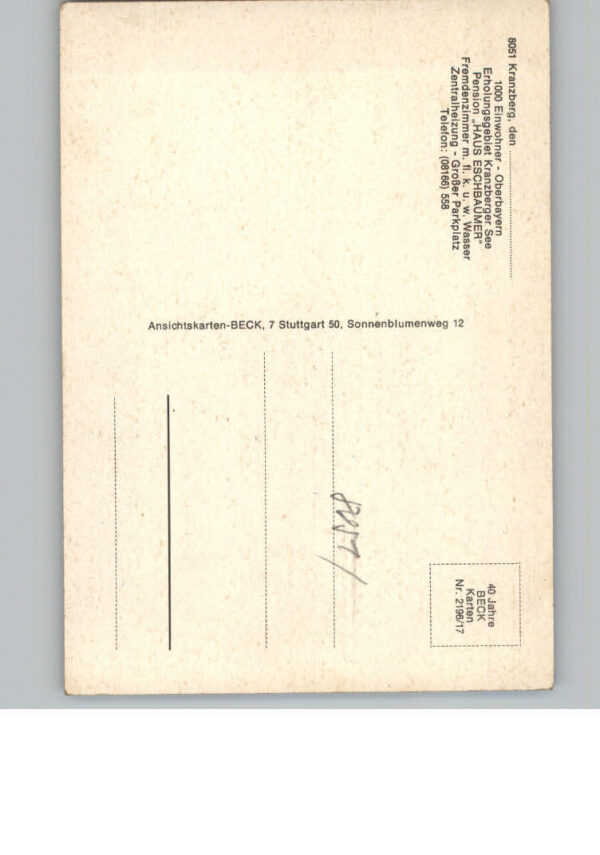 8051 Kranzberg, den
1000 Einwohner - Oberbayern
Erholungsgebiet Kranzberger See
Pension „HAUS ESCHBAUMER"
Fremdenzimmer m. fl. k. u. w. Wasser
Zentralheizung - Großer Parkplatz
Telefon: (08166) 558
Ansichtskarten-BECK, 7 Stuttgart 50, Sonnenblumenweg 12
40 Jahre
BECK
Karten
Nr. 2196/17